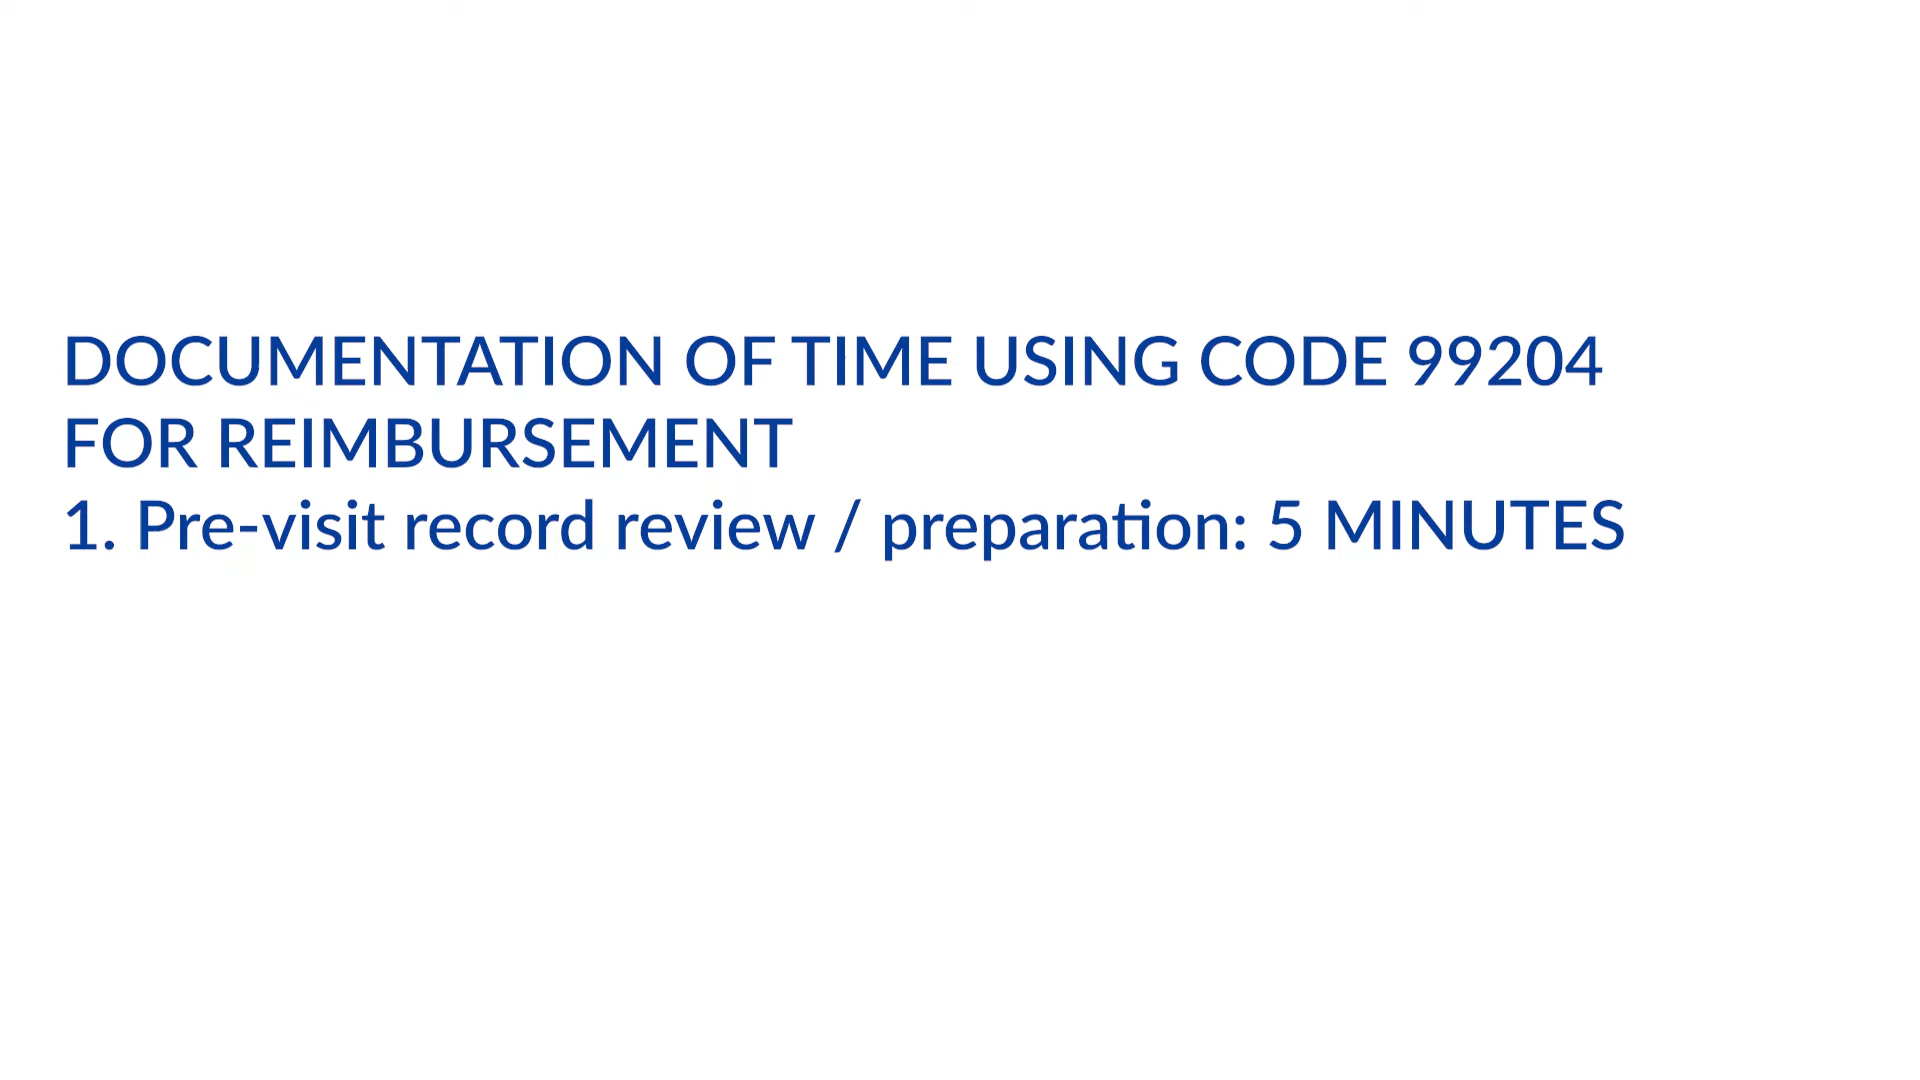 DOCUMENTATION OF TIME USING CODE 99204
FOR REIMBURSEMENT
1. Pre-visit record review / preparation: 5 MINUTES